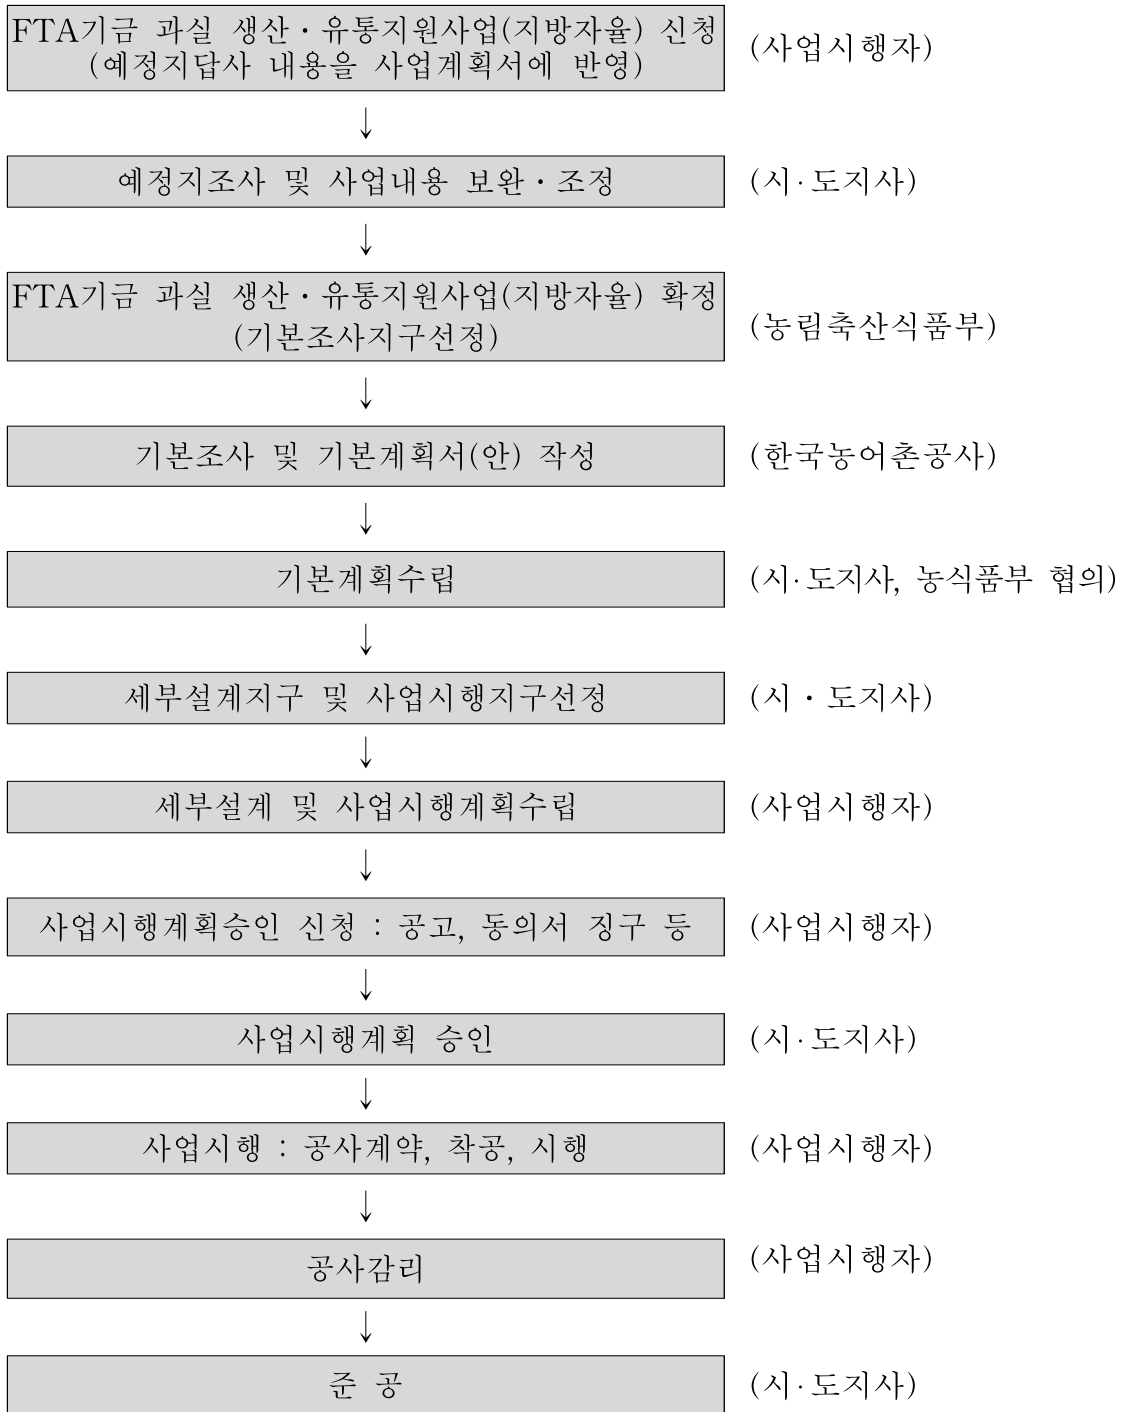 FTA기금 과실 생산・유통지원사업(지방자율) 신청
(예정지답사 내용을 사업계획서에 반영)
(사업시행자)
↓
예정지조사 및 사업내용 보완・조정
(시·도지사)
↓
FTA기금 과실 생산・유통지원사업(지방자율) 확정
(기본조사지구선정)
(농림축산식품부)
↓
기본조사 및 기본계획서(안) 작성
(한국농어촌공사)
↓
기본계획수립
(시·도지사, 농식품부 협의)
↓
세부설계지구 및 사업시행지구선정
(시・도지사)
↓
세부설계 및 사업시행계획수립
(사업시행자)
↓
사업시행계획승인 신청 : 공고, 동의서 징구 등
(사업시행자)
↓
사업시행계획 승인
(시·도지사)
↓
사업시행 : 공사계약, 착공, 시행
(사업시행자)
↓
공사감리
(사업시행자)
↓
준 공
(시·도지사)